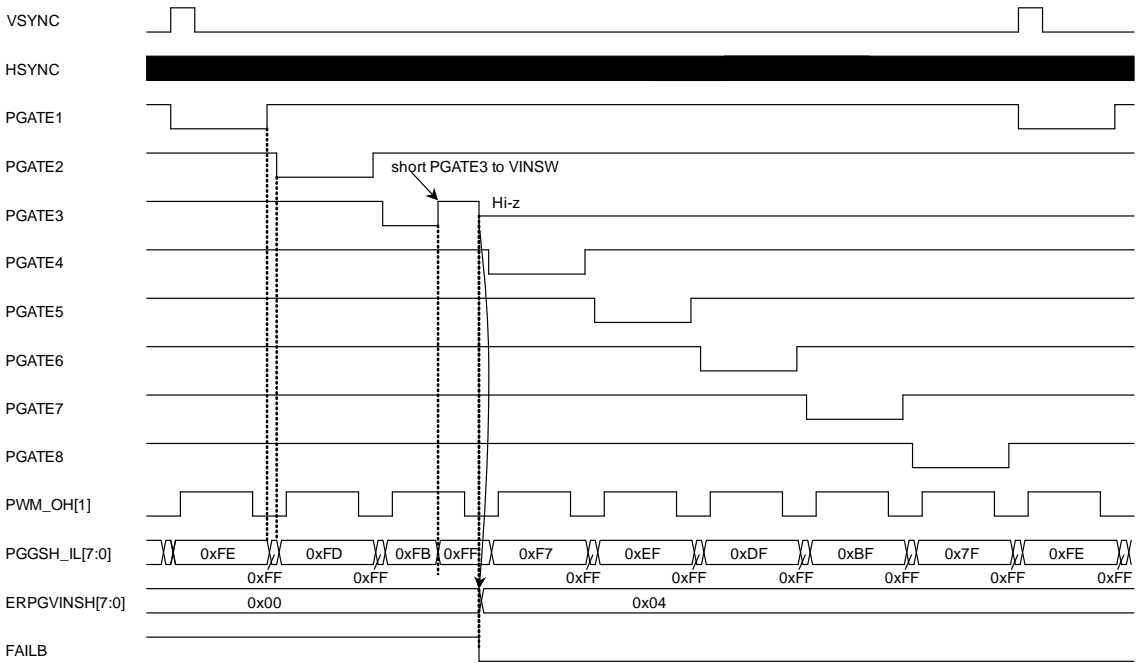 VSYNC
HSYNC
PGATE1
PGATE2
short PGATE3 to VINSW
PGATE3
Hi-z
PGATE4
PGATE5
PGATE6
PGATE7
PGATE8
PWM_OH[1]
PGGSH_IL[7:0] 0xFE 0xFD 0xFB 0xFF 0xF7 0xEF 0xDF 0xBF 0x7F 0xFE
0xFF 0xFF 0xFF 0xFF 0xFF 0xFF 0xFF 0xFF
ERPGVINSH[7:0] 0x00 0x04
FAILB